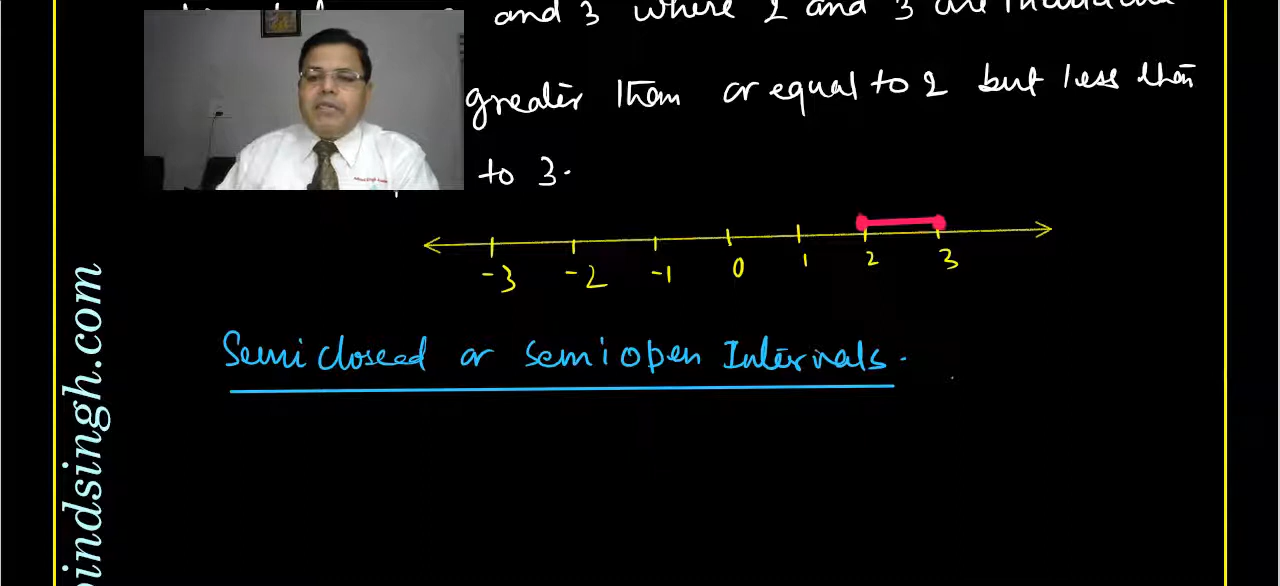 and 3 where 2 and 3 are
greater than or equal to 2 but less than
to 3.
-3 -2 -1 0 1 2 3
Semi closed or semi open Intervals.
indsingh.com